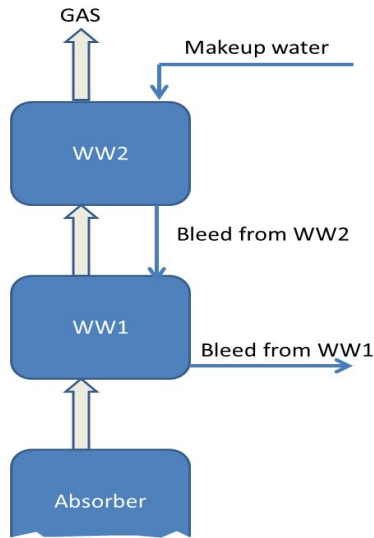 GAS
Makeup water
WW2
Bleed from WW2
WW1
Bleed from WW1
Absorber